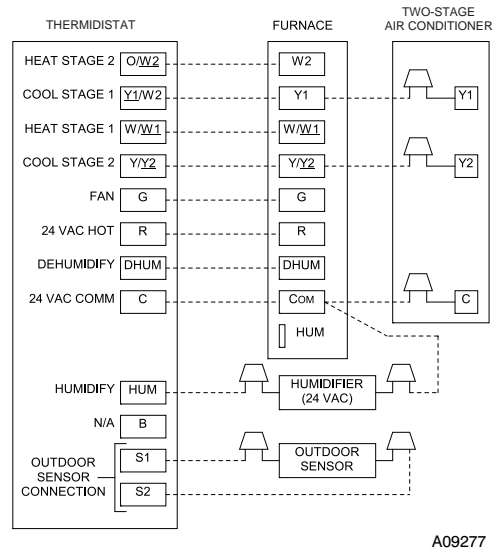 THERMIDISTAT
FURNACE
TWO-STAGE
AIR CONDITIONER
HEAT STAGE 2 O/W2 W2
COOL STAGE 1 Y1/W2 Y1 Y1
HEAT STAGE 1 W/W1 W/W1
COOL STAGE 2 Y/Y2 Y/Y2 Y2
FAN G G
24 VAC HOT R R
DEHUMIDIFY DHUM DHUM
24 VAC COMM C COM C
HUM
HUMIDIFY HUM HUMIDIFIER
(24 VAC)
N/A B
OUTDOOR
SENSOR
CONNECTION
S1
S2
OUTDOOR
SENSOR
A09277